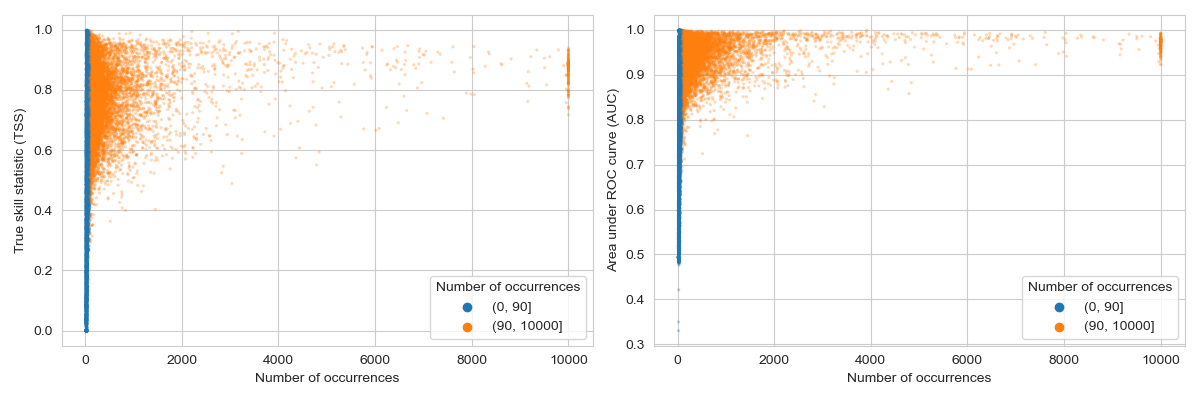 1.0
0.8
0.6
0.4
0.2
0.0
True skill statistic (TSS)
0 2000 4000 6000 8000 10000
Number of occurrences
Number of occurrences
(0, 90]
(90, 10000]
1.0
0.9
0.8
0.7
0.6
0.5
0.4
0.3
Area under ROC curve (AUC)
0 2000 4000 6000 8000 10000
Number of occurrences
Number of occurrences
(0, 90]
(90, 10000]